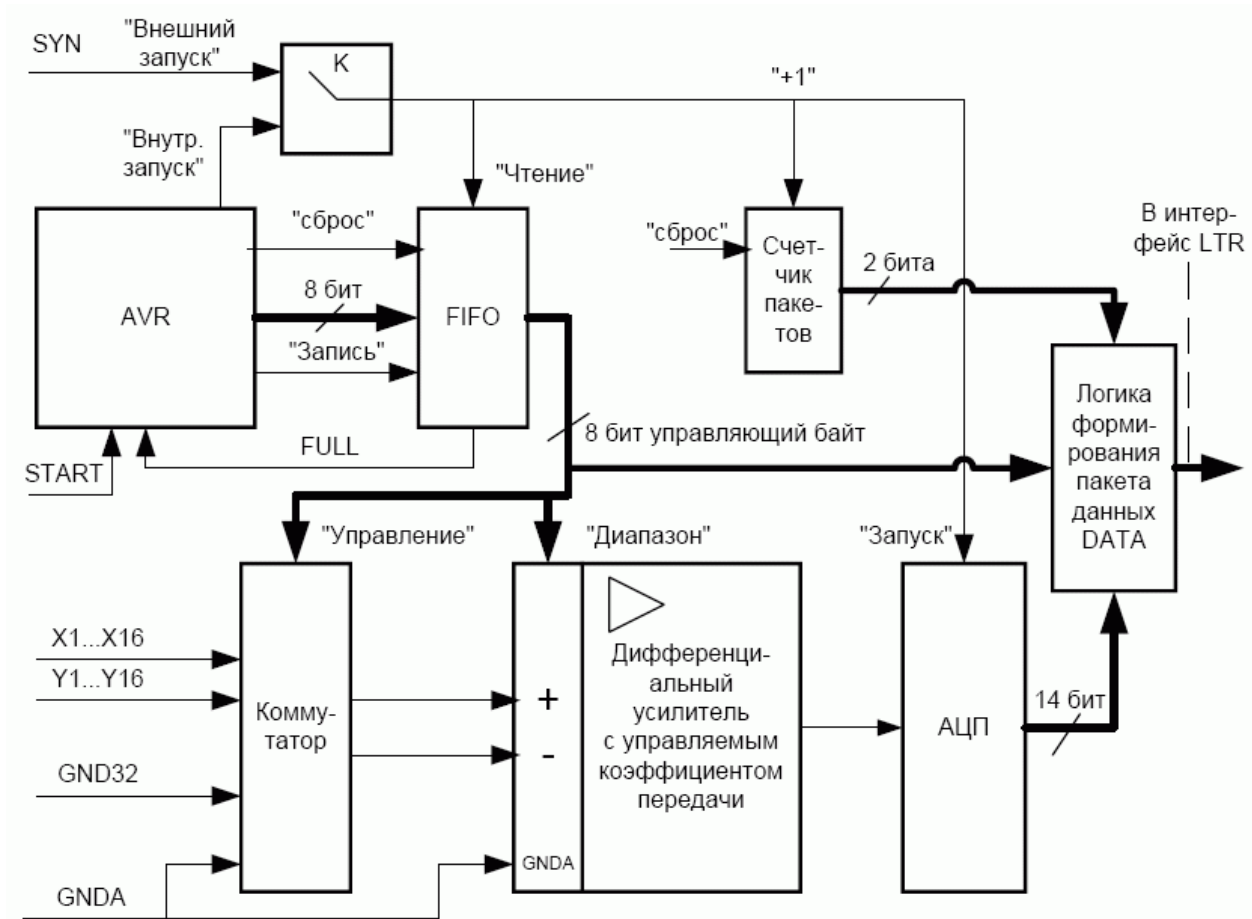 SYN
"Внешний
запуск"
K
"+1"
"Внутр.
запуск"
"Чтение"
В интер-
фейс LTR
"сброс"
"сброс"
Счет-
чик
паке-
тов
2 бита
8 бит
AVR
FIFO
"Запись"
Логика
форми-
рования
пакета
данных
DATA
FULL
8 бит управляющий байт
START
"Управление"
"Диапазон"
"Запуск"
X1...X16
Y1...Y16
Комму-
татор
+
-
Дифференци-
альный
усилитель
с управляемым
коэффициентом
передачи
АЦП
14 бит
GND32
GNDA
GNDA